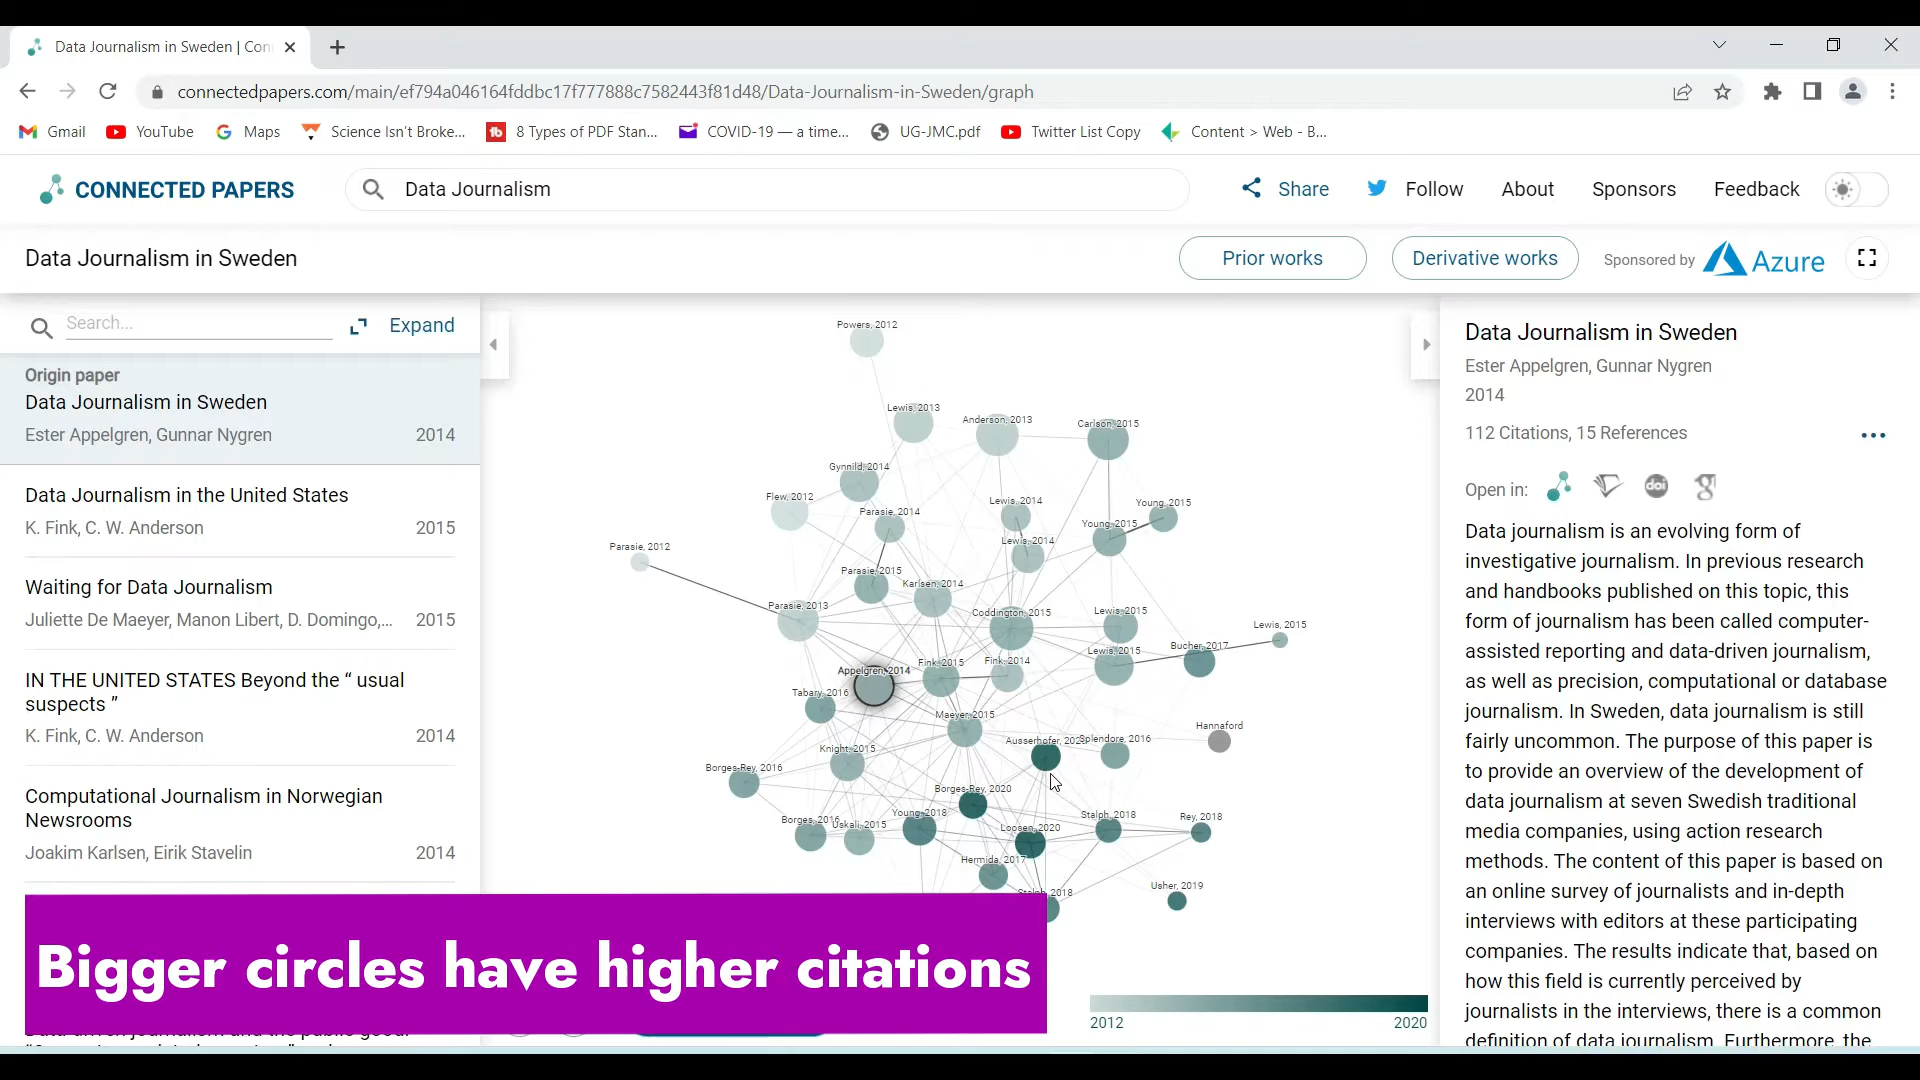 Data Journalism in Sweden | Con
connectedpapers.com/main/ef794a046164fddbc17f777888c7582443f81d48/Data-Journalism-in-Sweden/graph
Gmail YouTube Maps Science Isn't Broke... 8 Types of PDF Stan... COVID-19 — a time... UG-JMC.pdf Twitter List Copy Content > Web - B...
CONNECTED PAPERS Data Journalism Share Follow About Sponsors Feedback
Data Journalism in Sweden Prior works Derivative works Sponsored by Azure
Search... Expand
Origin paper
Data Journalism in Sweden
Ester Appelgren, Gunnar Nygren 2014
Data Journalism in the United States
K. Fink, C. W. Anderson 2015
Waiting for Data Journalism
Juliette De Maeyer, Manon Libert, D. Domingo,... 2015
IN THE UNITED STATES Beyond the “ usual
suspects ”
K. Fink, C. W. Anderson 2014
Computational Journalism in Norwegian
Newsrooms
Joakim Karlsen, Eirik Stavelin 2014
Powers, 2012
Lewis, 2013
Anderson, 2013
Carlson, 2015
Gynnild, 2014
Flew, 2012
Lewis, 2014
Young, 2015
Parasie, 2014
Young, 2015
Lewis, 2014
Parasie, 2012
Parasie, 2015
Karlsen, 2014
Parasie, 2013
Coddington, 2015
Lewis, 2015
Lewis, 2015
Bucher, 2017
Lewis, 2015
Appelgren, 2014
Fink, 2015
Fink, 2014
Tabary, 2016
Maeyer, 2015
Hannaford
Ausserhofer, 202
Splendore, 2016
Knight, 2015
Borges-Rey, 2016
Borges-Rey, 2020
Borges, 2016
Uskali, 2015
Young, 2018
Loosen, 2020
Stalph, 2018
Rey, 2018
Hermida, 2017
Stalph, 2018
Usher, 2019
2012 2020
Data Journalism in Sweden
Ester Appelgren, Gunnar Nygren
2014
112 Citations, 15 References
Open in: doi g
Data journalism is an evolving form of
investigative journalism. In previous research
and handbooks published on this topic, this
form of journalism has been called computer-
assisted reporting and data-driven journalism,
as well as precision, computational or database
journalism. In Sweden, data journalism is still
fairly uncommon. The purpose of this paper is
to provide an overview of the development of
data journalism at seven Swedish traditional
media companies, using action research
methods. The content of this paper is based on
an online survey of journalists and in-depth
interviews with editors at these participating
companies. The results indicate that, based on
how this field is currently perceived by
journalists in the interviews, there is a common
definition of data journalism. Furthermore, the
Bigger circles have higher citations